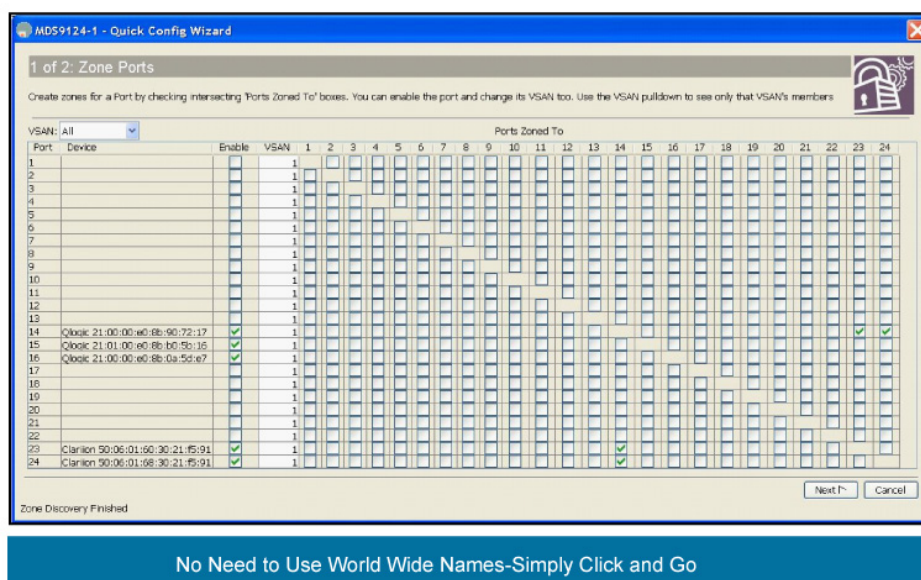 MDS9124-1 - Quick Config Wizard
1 of 2: Zone Ports
Create zones for a Port by checking intersecting 'Ports Zoned To' boxes. You can enable the port and change its VSAN too. Use the VSAN pulldown to see only that VSAN's members
VSAN: All
Ports Zoned To
Port Device Enable VSAN 1 2 3 4 5 6 7 8 9 10 11 12 13 14 15 16 17 18 19 20 21 22 23 24
1 1
2 1
3 1
4 1
5 1
6 1
7 1
8 1
9 1
10 1
11 1
12 1
13 1
14 Qlogic 21:00:00:e0:8b:90:72:17 1
15 Qlogic 21:01:00:e0:8b:b0:5b:16 1
16 Qlogic 21:00:00:e0:8b:0a:5d:e7 1
17 1
18 1
19 1
20 1
21 1
22 1
23 Clariion 50:06:01:60:30:21:f5:91 1
24 Clariion 50:06:01:68:30:21:f5:91 1
Next Cancel
Zone Discovery Finished
No Need to Use World Wide Names-Simply Click and Go